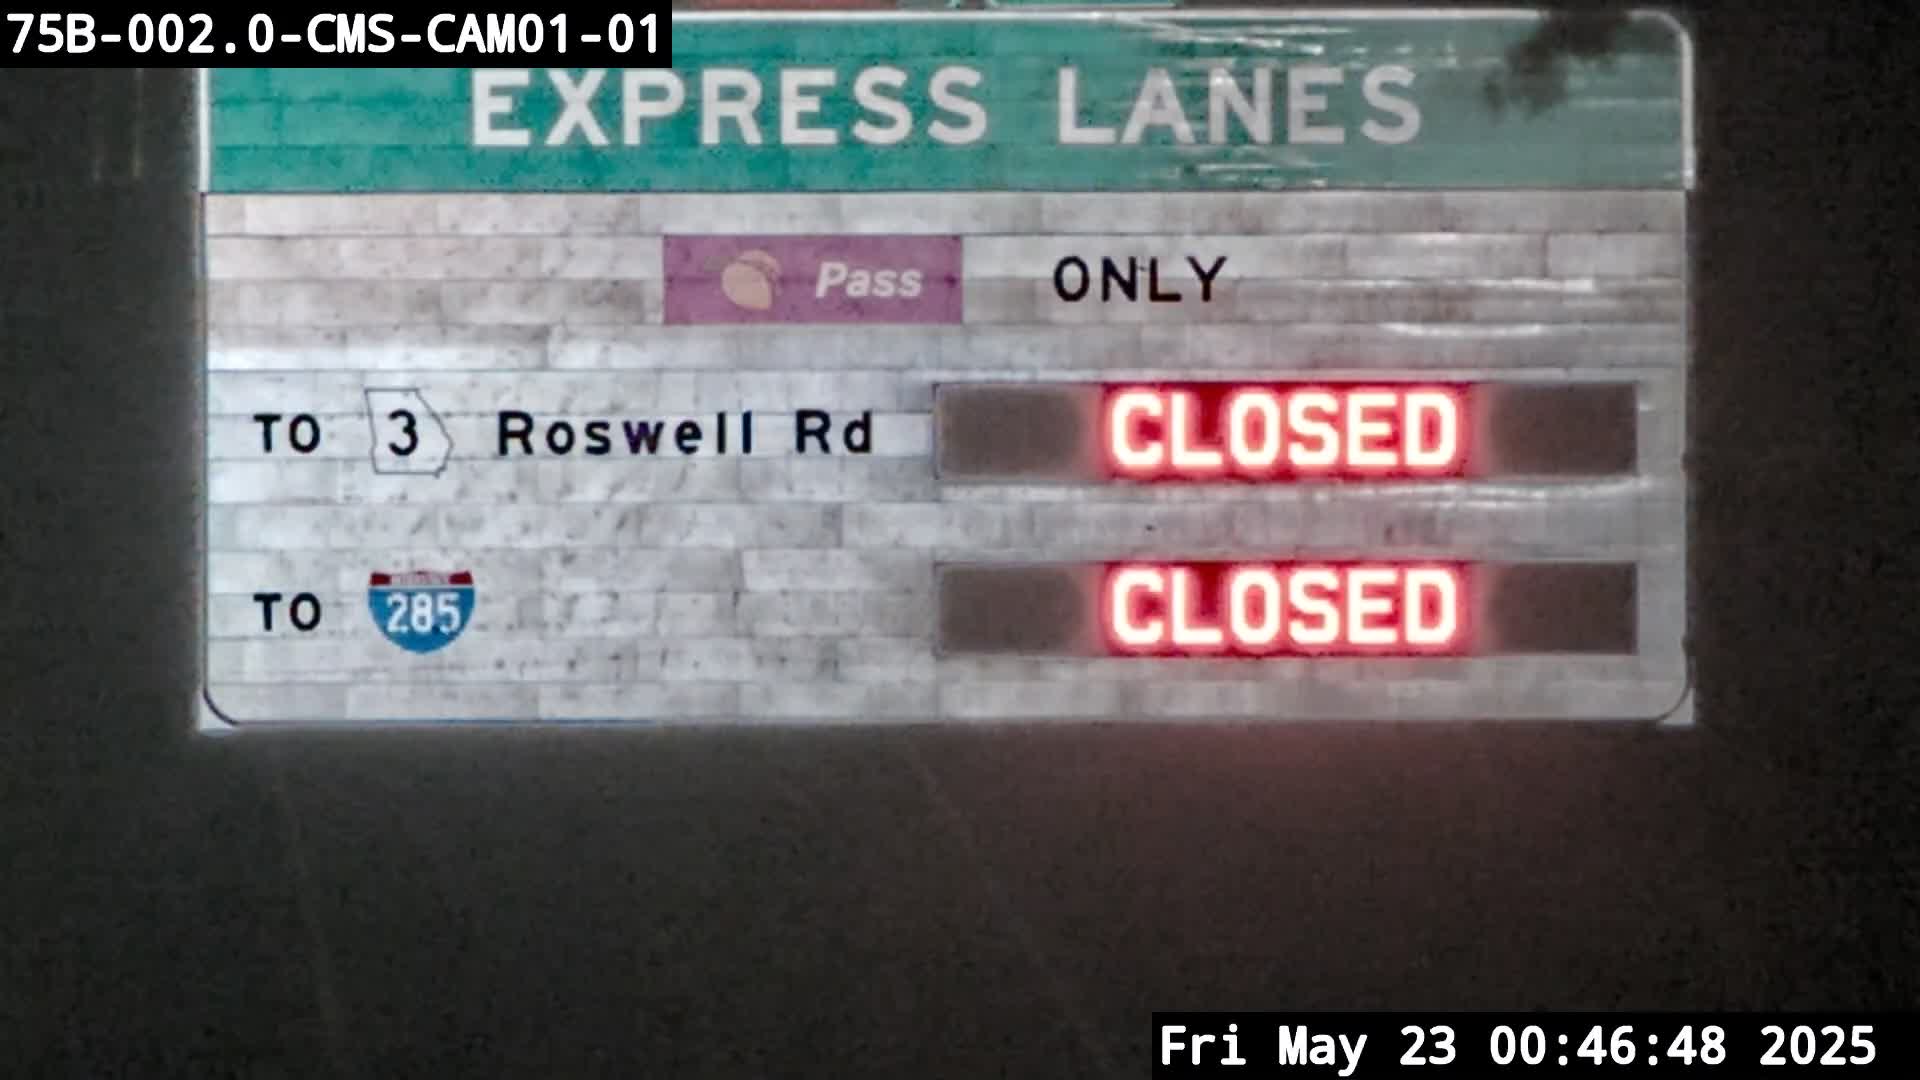 75B-002.0-CMS-CAM01-01
EXPRESS LANES
Pass ONLY
TO 3 Roswell Rd CLOSED
TO 285 CLOSED
Fri May 23 00:46:48 2025